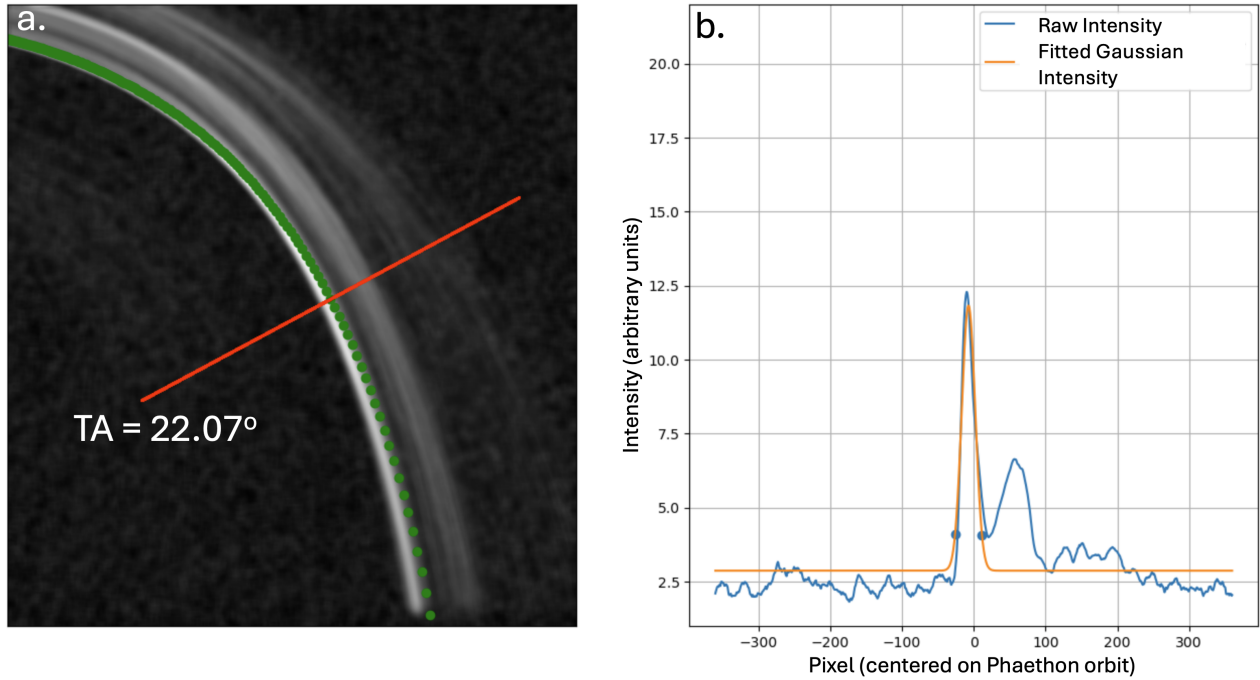 a.
TA = 22.07º
b.
Raw Intensity
Fitted Gaussian
Intensity
Intensity (arbitrary units)
20.0
17.5
15.0
12.5
10.0
7.5
5.0
2.5
−300 −200 −100 0 100 200 300
Pixel (centered on Phaethon orbit)